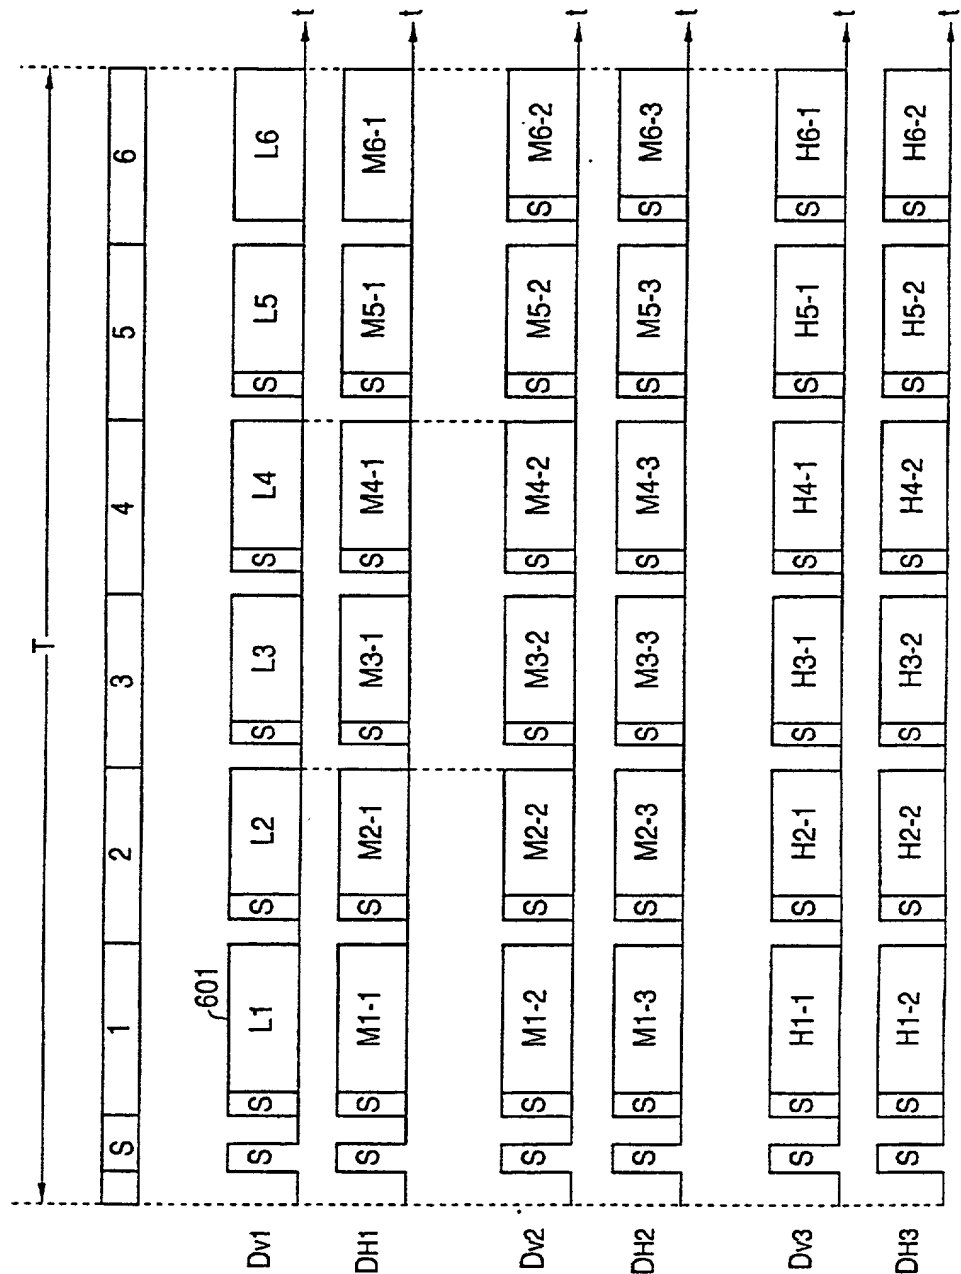 T
S 1 2 3 4 5 6
601
Dv1 S S L1 S L2 S L3 S L4 S L5 L6 t
DH1 S S M1-1 S M2-1 S M3-1 S M4-1 S M5-1 M6-1 t
Dv2 S S M1-2 S M2-2 S M3-2 S M4-2 S M5-2 S M6-2 t
DH2 S S M1-3 S M2-3 S M3-3 S M4-3 S M5-3 S M6-3 t
Dv3 S S H1-1 S H2-1 S H3-1 S H4-1 S H5-1 S H6-1 t
DH3 S S H1-2 S H2-2 S H3-2 S H4-2 S H5-2 S H6-2 t